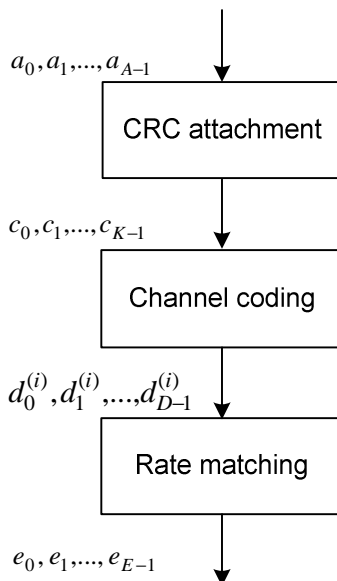 a_0, a_1,..., a_{A-1}
CRC attachment
c_0, c_1,..., c_{K-1}
Channel coding
d_0^{(i)}, d_1^{(i)},..., d_{D-1}^{(i)}
Rate matching
e_0, e_1,..., e_{E-1}